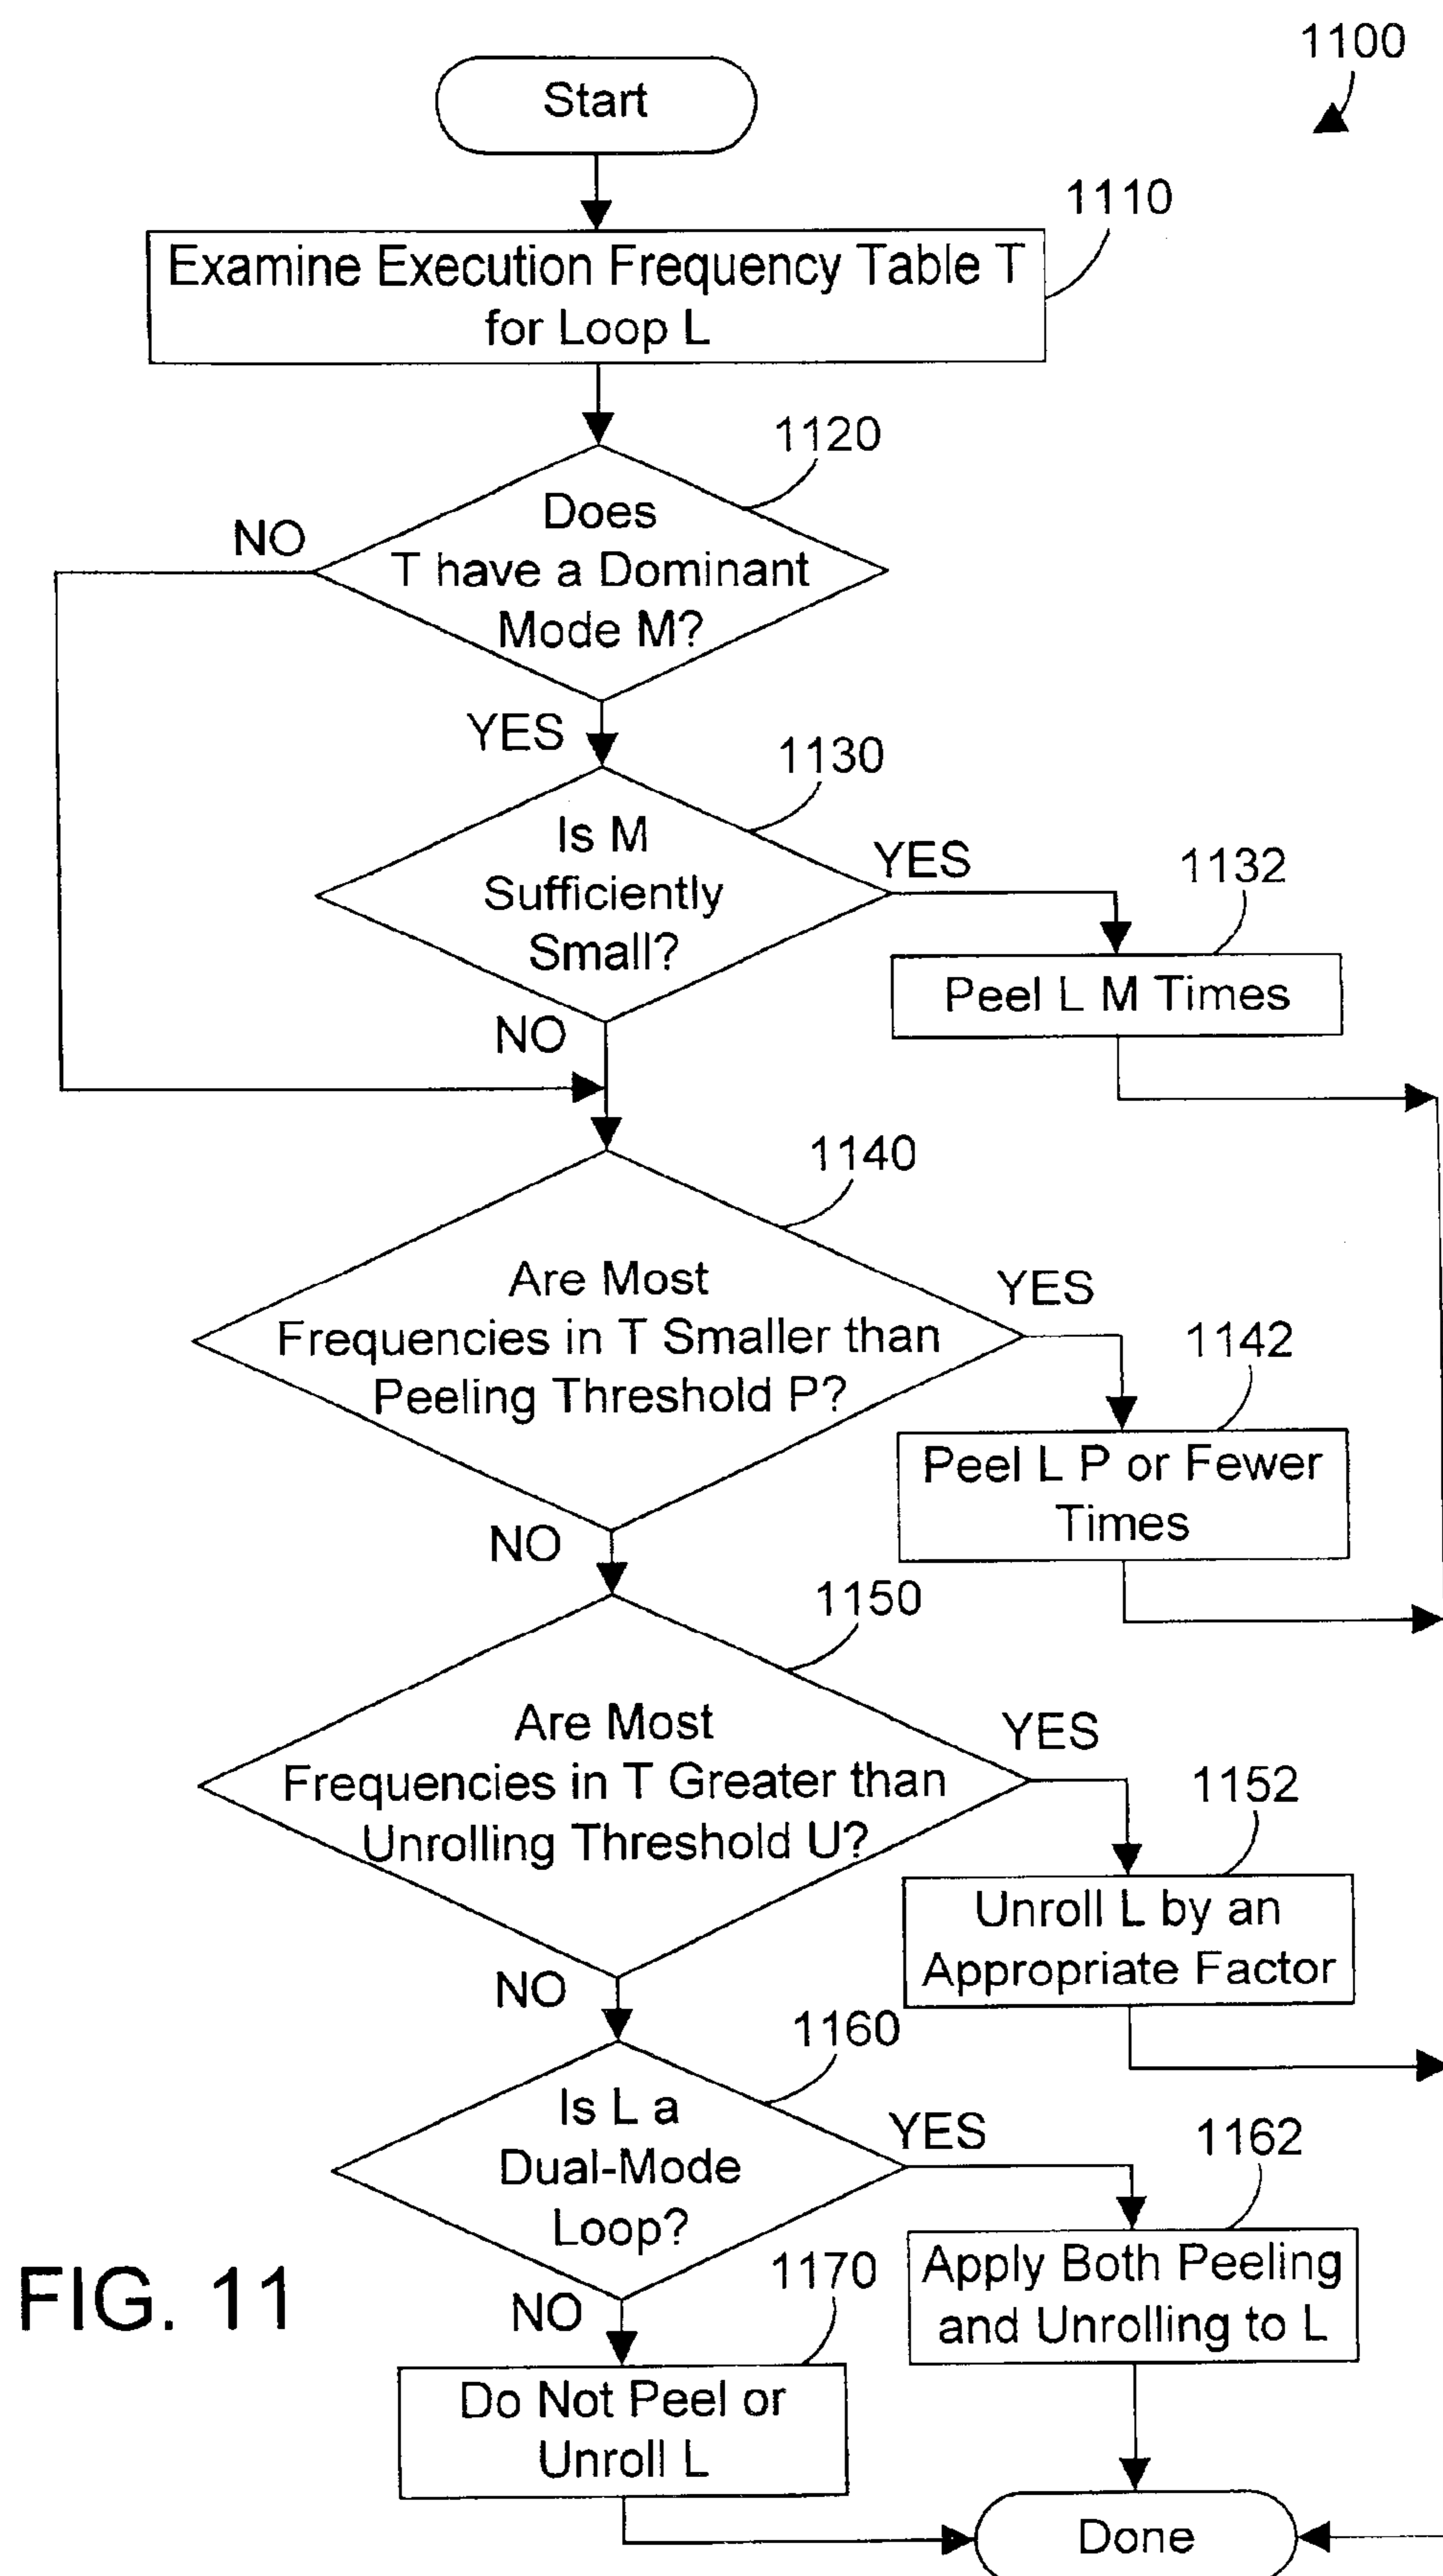 1100
Start
1110
Examine Execution Frequency Table T
for Loop L
1120
Does
T have a Dominant
Mode M?
NO
YES
1130
Is M
Sufficiently
Small?
YES
1132
Peel L M Times
NO
1140
Are Most
Frequencies in T Smaller than
Peeling Threshold P?
YES
1142
Peel L P or Fewer
Times
NO
1150
Are Most
Frequencies in T Greater than
Unrolling Threshold U?
YES
1152
Unroll L by an
Appropriate Factor
NO
1160
Is L a
Dual-Mode
Loop?
YES
1162
Apply Both Peeling
and Unrolling to L
NO
1170
Do Not Peel or
Unroll L
Done
FIG. 11